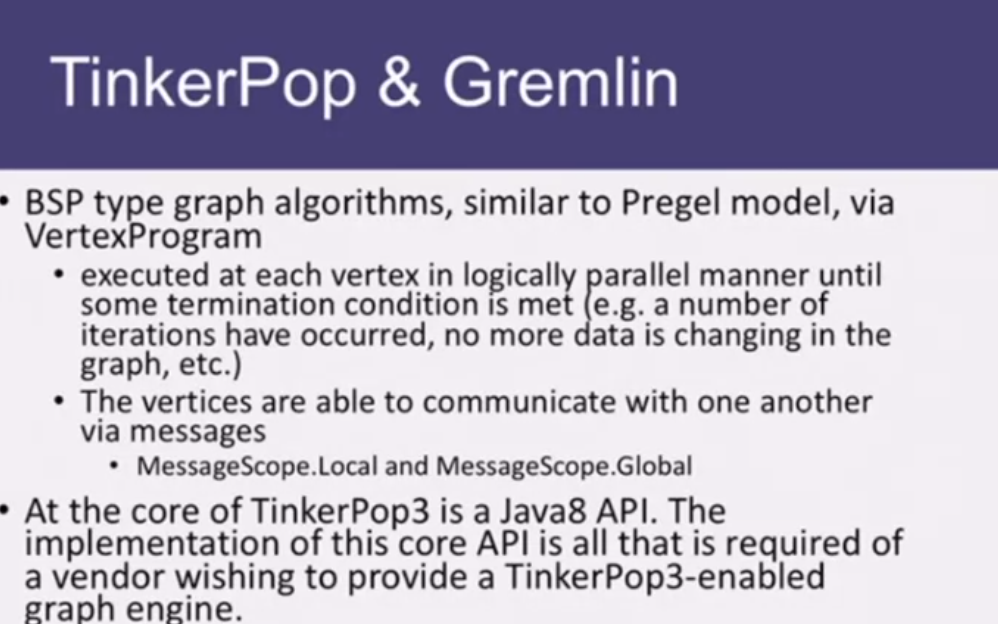 TinkerPop & Gremlin
• BSP type graph algorithms, similar to Pregel model, via
VertexProgram
• executed at each vertex in logically parallel manner until
some termination condition is met (e.g. a number of
iterations have occurred, no more data is changing in the
graph, etc.)
• The vertices are able to communicate with one another
via messages
• MessageScope.Local and MessageScope.Global
• At the core of TinkerPop3 is a Java8 API. The
implementation of this core API is all that is required of
a vendor wishing to provide a TinkerPop3-enabled
graph engine.